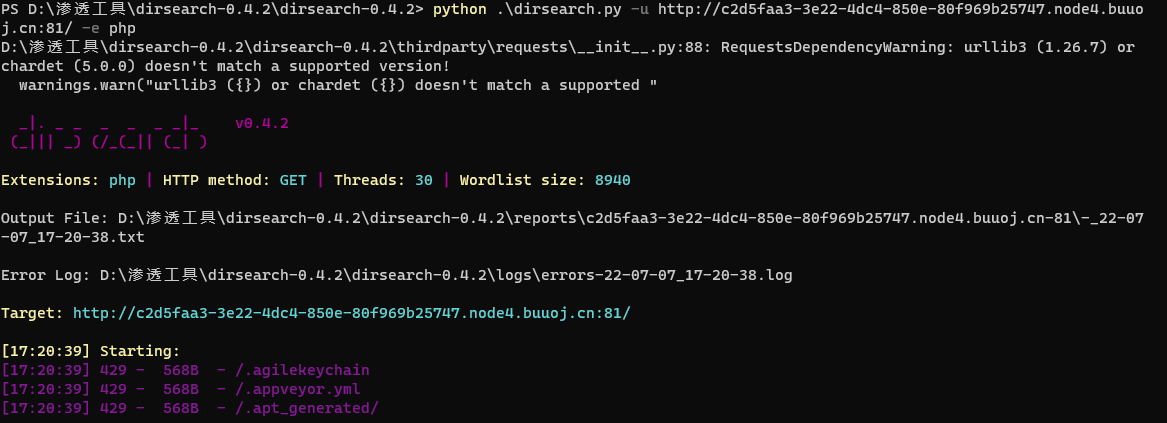 PS D:\渗透工具\dirsearch-0.4.2\dirsearch-0.4.2> python .\dirsearch.py -u http://c2d5faa3-3e22-4dc4-850e-80f969b25747.node4.buuo
j.cn:81/ -e php
D:\渗透工具\dirsearch-0.4.2\dirsearch-0.4.2\thirdparty\requests\__init__.py:88: RequestsDependencyWarning: urllib3 (1.26.7) or
chardet (5.0.0) doesn't match a supported version!
  warnings.warn("urllib3 ({}) or chardet ({}) doesn't match a supported "
  _|. _ _  _  _  _ _|_    v0.4.2
 (_||| _) (/_(_|| (_| )
Extensions: php | HTTP method: GET | Threads: 30 | Wordlist size: 8940
Output File: D:\渗透工具\dirsearch-0.4.2\dirsearch-0.4.2\reports\c2d5faa3-3e22-4dc4-850e-80f969b25747.node4.buuoj.cn-81\-_22-07
-07_17-20-38.txt
Error Log: D:\渗透工具\dirsearch-0.4.2\dirsearch-0.4.2\logs\errors-22-07-07_17-20-38.log
Target: http://c2d5faa3-3e22-4dc4-850e-80f969b25747.node4.buuoj.cn:81/
[17:20:39] Starting:
[17:20:39] 429 -  568B  - /.agilekeychain
[17:20:39] 429 -  568B  - /.appveyor.yml
[17:20:39] 429 -  568B  - /.apt_generated/